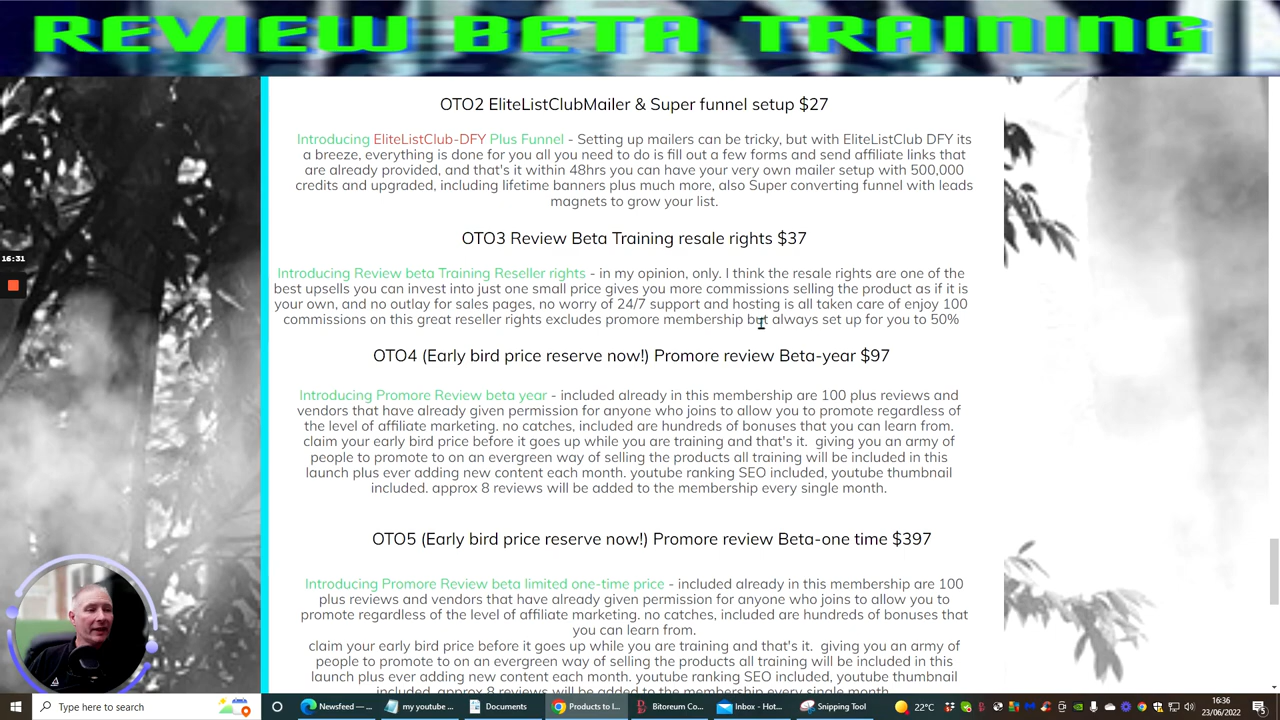 REVIEW BETA TRAINING
OTO2 EliteListClubMailer & Super funnel setup $27
Introducing EliteListClub-DFY Plus Funnel - Setting up mailers can be tricky, but with EliteListClub DFY its
a breeze, everything is done for you all you need to do is fill out a few forms and send affiliate links that
are already provided, and that's it within 48hrs you can have your very own mailer setup with 500,000
credits and upgraded, including lifetime banners plus much more, also Super converting funnel with leads
magnets to grow your list.
OTO3 Review Beta Training resale rights $37
Introducing Review beta Training Reseller rights - in my opinion, only. I think the resale rights are one of the
best upsells you can invest into just one small price gives you more commissions selling the product as if it is
your own, and no outlay for sales pages, no worry of 24/7 support and hosting is all taken care of enjoy 100
commissions on this great reseller rights excludes promore membership but always set up for you to 50%
OTO4 (Early bird price reserve now!) Promore review Beta-year $97
Introducing Promore Review beta year - included already in this membership are 100 plus reviews and
vendors that have already given permission for anyone who joins to allow you to promote regardless of
the level of affiliate marketing. no catches, included are hundreds of bonuses that you can learn from.
claim your early bird price before it goes up while you are training and that's it. giving you an army of
people to promote to on an evergreen way of selling the products all training will be included in this
launch plus ever adding new content each month. youtube ranking SEO included, youtube thumbnail
included. approx 8 reviews will be added to the membership every single month.
OTO5 (Early bird price reserve now!) Promore review Beta-one time $397
Introducing Promore Review beta limited one-time price - included already in this membership are 100
plus reviews and vendors that have already given permission for anyone who joins to allow you to
promote regardless of the level of affiliate marketing. no catches, included are hundreds of bonuses that
you can learn from.
claim your early bird price before it goes up while you are training and that's it. giving you an army of
people to promote to on an evergreen way of selling the products all training will be included in this
launch plus ever adding new content each month. youtube ranking SEO included, youtube thumbnail
included. approx 8 reviews will be added to the membership every single month.
16:31
Type here to search
Newsfeed — ...
my youtube ...
Documents
Products to l...
Bitoreum Co...
Inbox - Hot...
Snipping Tool
22°C
16:36
23/06/2022